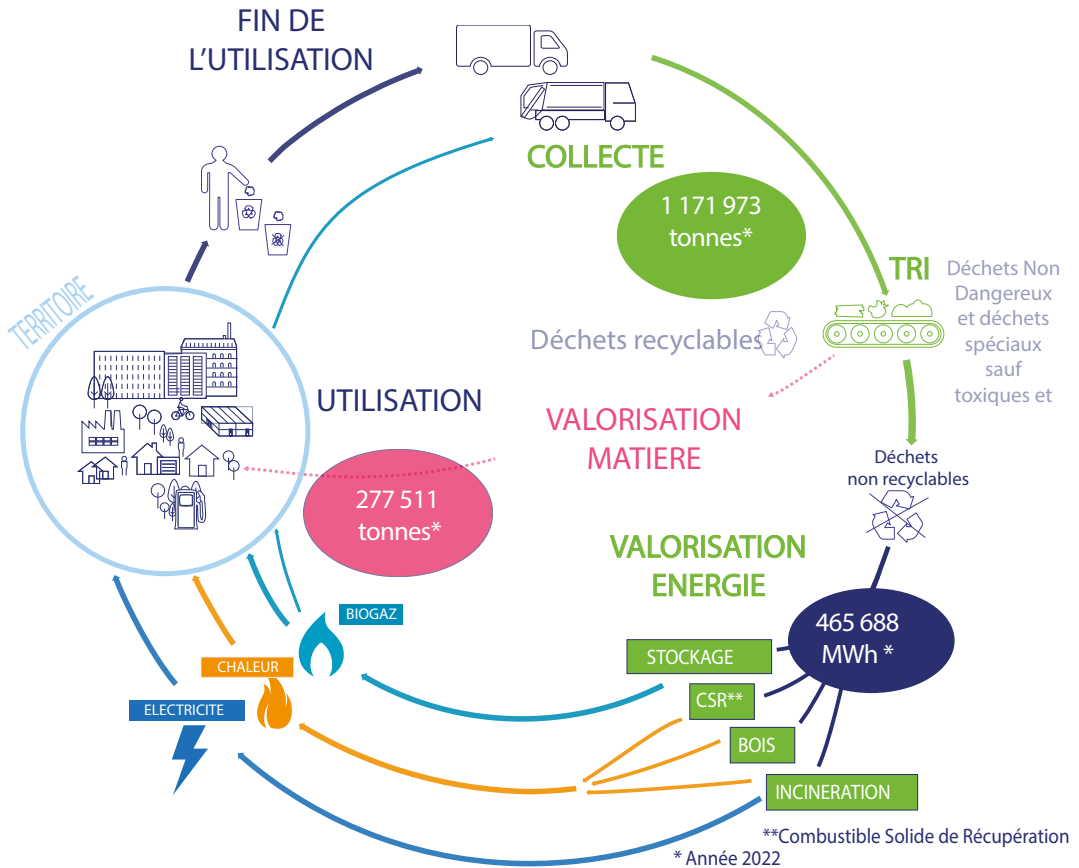 FIN DE
L'UTILISATION
COLLECTE
1 171 973
tonnes*
TRI
Déchets Non
Dangereux
et déchets
spéciaux
sauf
toxiques et
TERRITOIRE
Déchets recyclables
UTILISATION
VALORISATION
MATIERE
Déchets
non recyclables
277 511
tonnes*
VALORISATION
ENERGIE
465 688
MWh *
BIOGAZ
STOCKAGE
CHALEUR
CSR**
ELECTRICITE
BOIS
INCINERATION
**Combustible Solide de Récupération
* Année 2022